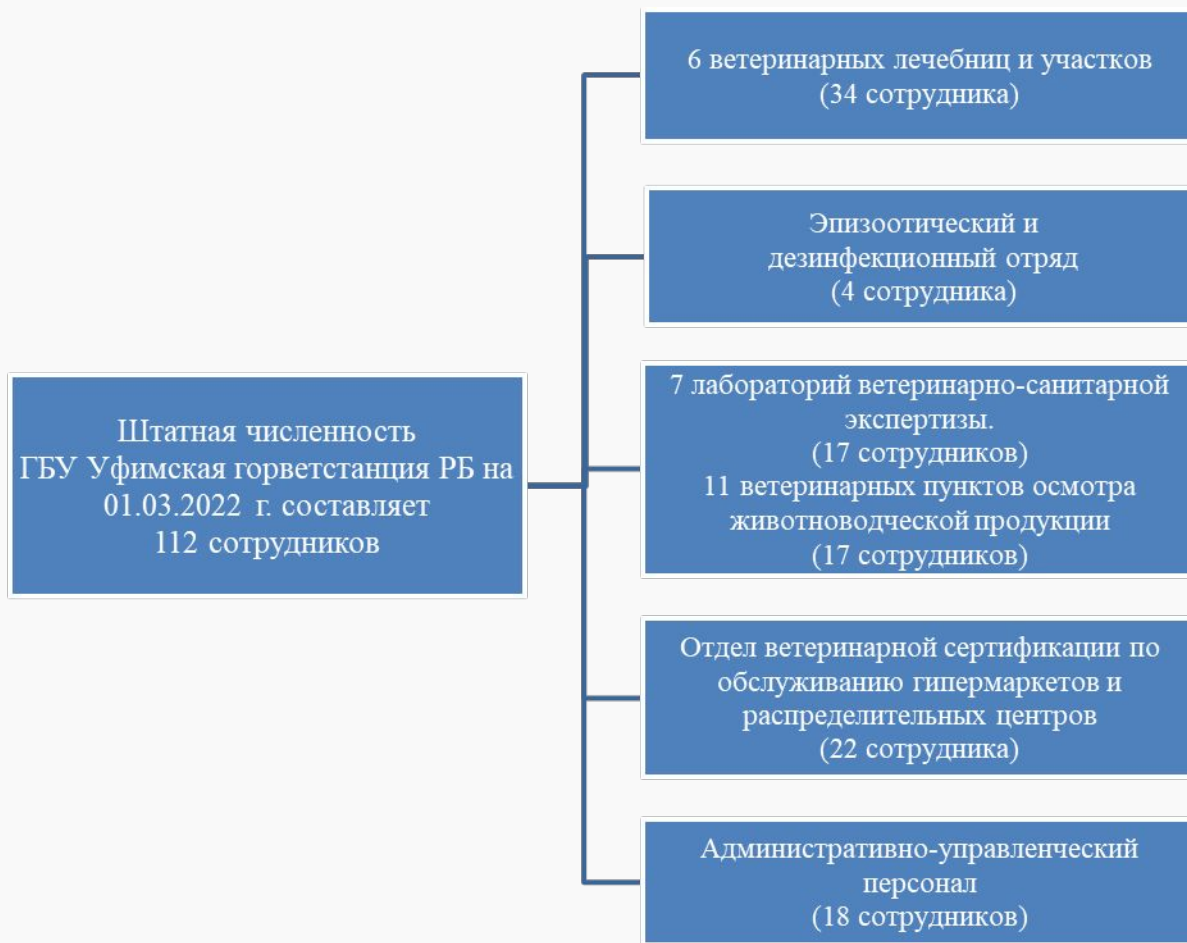 6 ветеринарных лечебниц и участков
(34 сотрудника)
Эпизоотический и
дезинфекционный отряд
(4 сотрудника)
Штатная численность
ГБУ Уфимская горветстанция РБ на
01.03.2022 г. составляет
112 сотрудников
7 лабораторий ветеринарно-санитарной
экспертизы.
(17 сотрудников)
11 ветеринарных пунктов осмотра
животноводческой продукции
(17 сотрудников)
Отдел ветеринарной сертификации по
обслуживанию гипермаркетов и
распределительных центров
(22 сотрудника)
Административно-управленческий
персонал
(18 сотрудников)